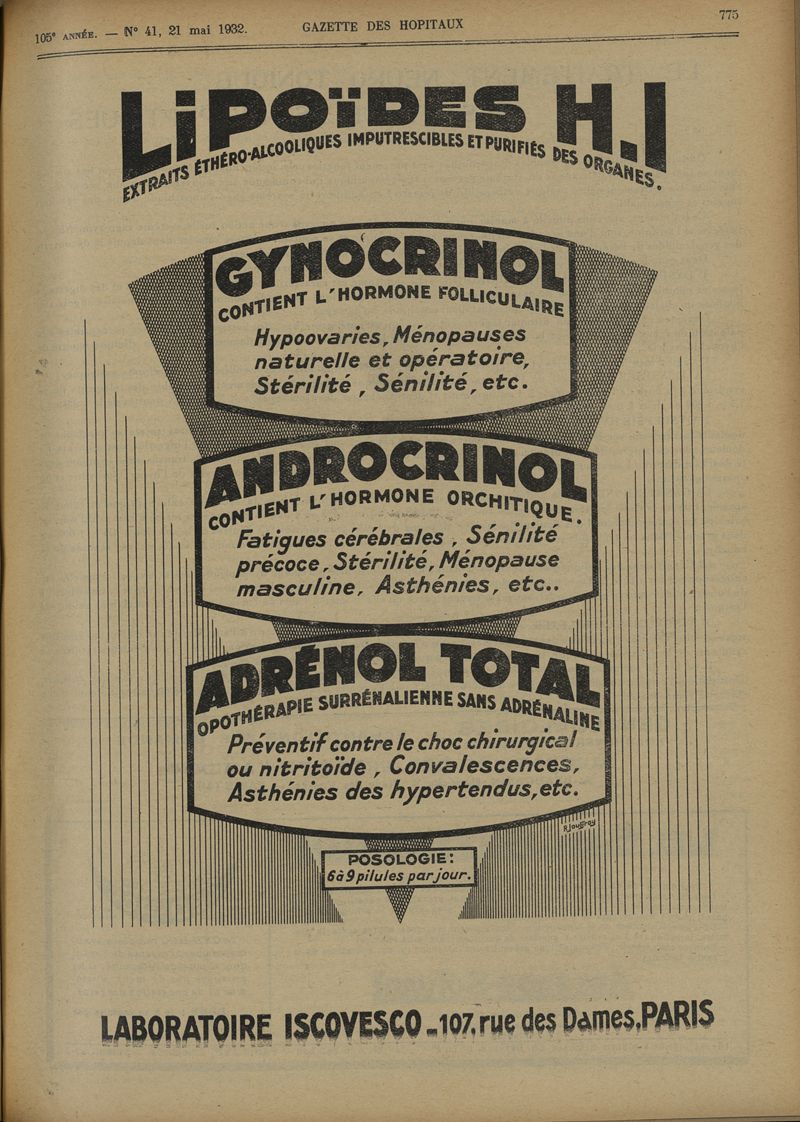 105e ANNÉE. — N° 41, 21 mai 1932.
GAZETTE DES HOPITAUX
775
LiPOÏDES H.I
EXTRAITS ÉTHÉRO-ALCOOLIQUES IMPUTRESCIBLES ET PURIFIÉS DES ORGANES.
GYNOCRINOL
CONTIENT L'HORMONE FOLLICULAIRE
Hypoovaries, Ménopauses
naturelle et opératoire,
Stérilité, Sénilité, etc.
ANDROCRINOL
CONTIENT L'HORMONE ORCHITIQUE.
Fatigues cérébrales, Sénilité
précoce, Stérilité, Ménopause
masculine, Asthénies, etc..
ADRÉNOL TOTAL
OPOTHÉRAPIE SURRÉNALIENNE SANS ADRÉNALINE
Préventif contre le choc chirurgical
ou nitritoïde, Convalescences,
Asthénies des hypertendus, etc.
R. Jouffroy
POSOLOGIE:
6 à 9 pilules par jour.
LABORATOIRE ISCOVESCO_107, rue des Dames, PARIS